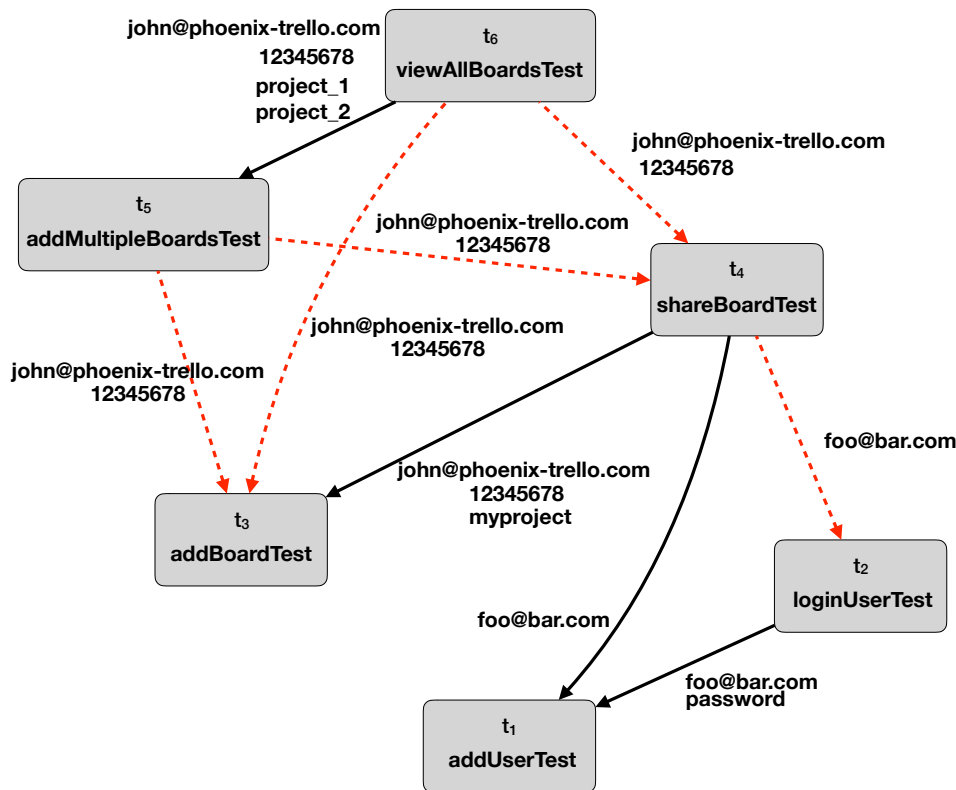 john@phoenix-trello.com
12345678
project_1
project_2
t6
viewAllBoardsTest
john@phoenix-trello.com
12345678
t5
addMultipleBoardsTest
john@phoenix-trello.com
12345678
t4
shareBoardTest
john@phoenix-trello.com
12345678
john@phoenix-trello.com
12345678
foo@bar.com
john@phoenix-trello.com
12345678
myproject
t3
addBoardTest
t2
loginUserTest
foo@bar.com
foo@bar.com
password
t1
addUserTest